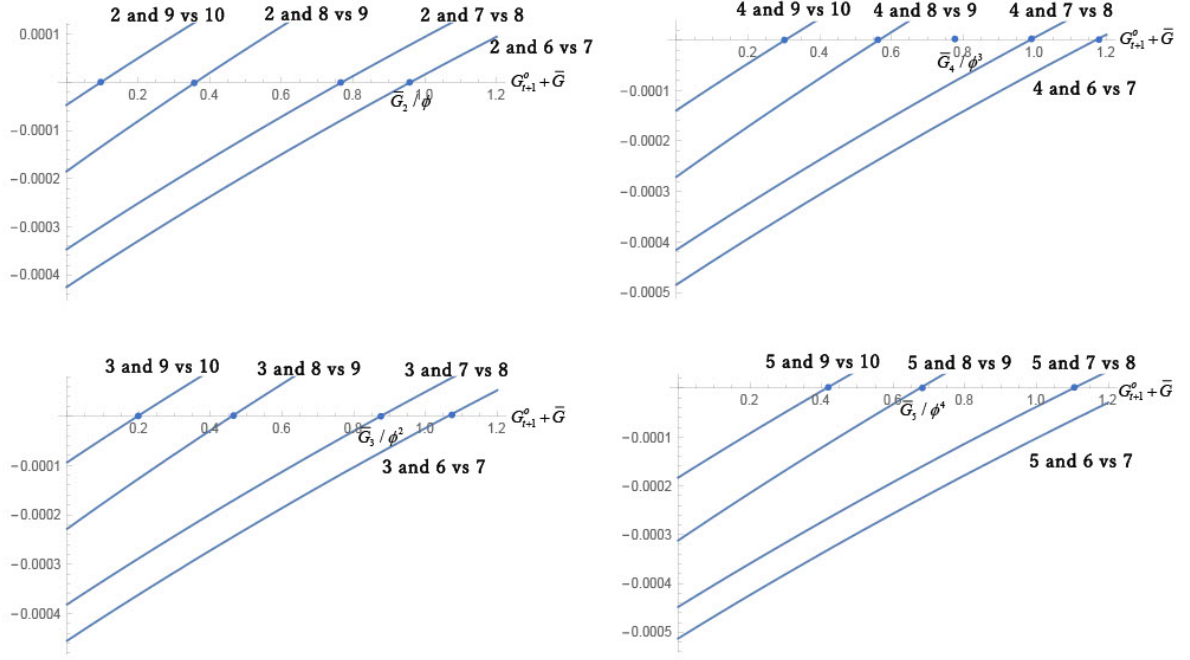 2 and 9 vs 10 2 and 8 vs 9 2 and 7 vs 8
0.0001
2 and 6 vs 7
G°ₜ₊₁ + G̅
0.2 0.4 0.6 0.8 1.0 1.2
G̅₂ / ϕ
−0.0001
−0.0002
−0.0003
−0.0004
4 and 9 vs 10 4 and 8 vs 9 4 and 7 vs 8
G°ₜ₊₁ + G̅
0.2 0.4 0.6 0.8 1.0 1.2
G̅₄ / ϕ³
4 and 6 vs 7
−0.0001
−0.0002
−0.0003
−0.0004
−0.0005
3 and 9 vs 10 3 and 8 vs 9 3 and 7 vs 8
G°ₜ₊₁ + G̅
0.2 0.4 0.6 0.8 1.0 1.2
G̅₃ / ϕ²
3 and 6 vs 7
−0.0001
−0.0002
−0.0003
−0.0004
5 and 9 vs 10 5 and 8 vs 9 5 and 7 vs 8
G°ₜ₊₁ + G̅
0.2 0.4 0.6 0.8 1.0 1.2
G̅₅ / ϕ⁴
5 and 6 vs 7
−0.0001
−0.0002
−0.0003
−0.0004
−0.0005